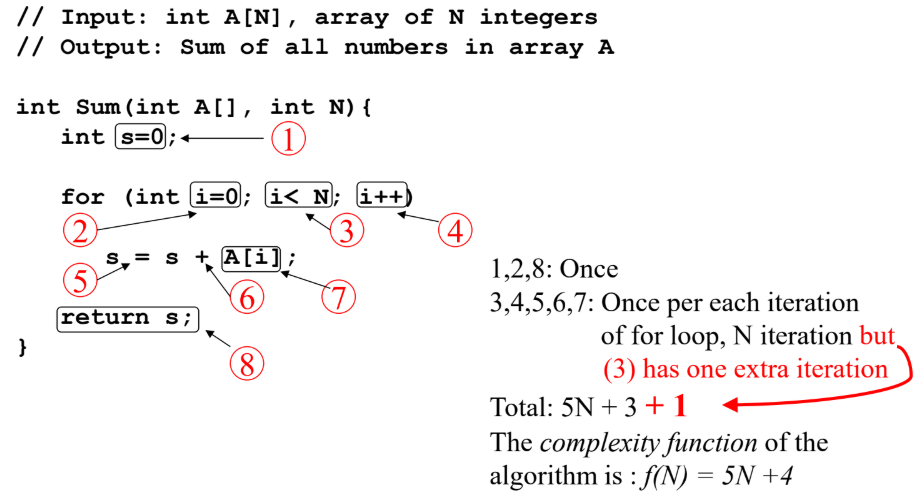 // Input: int A[N], array of N integers
// Output: Sum of all numbers in array A
int Sum(int A[], int N){
int s=0;
1
for (int i=0; i< N; i++)
2
3
4
s = s + A[i];
5
6
7
return s;
8
}
1,2,8: Once
3,4,5,6,7: Once per each iteration
of for loop, N iteration but
(3) has one extra iteration
Total: 5N + 3 + 1
The complexity function of the
algorithm is : f(N) = 5N +4